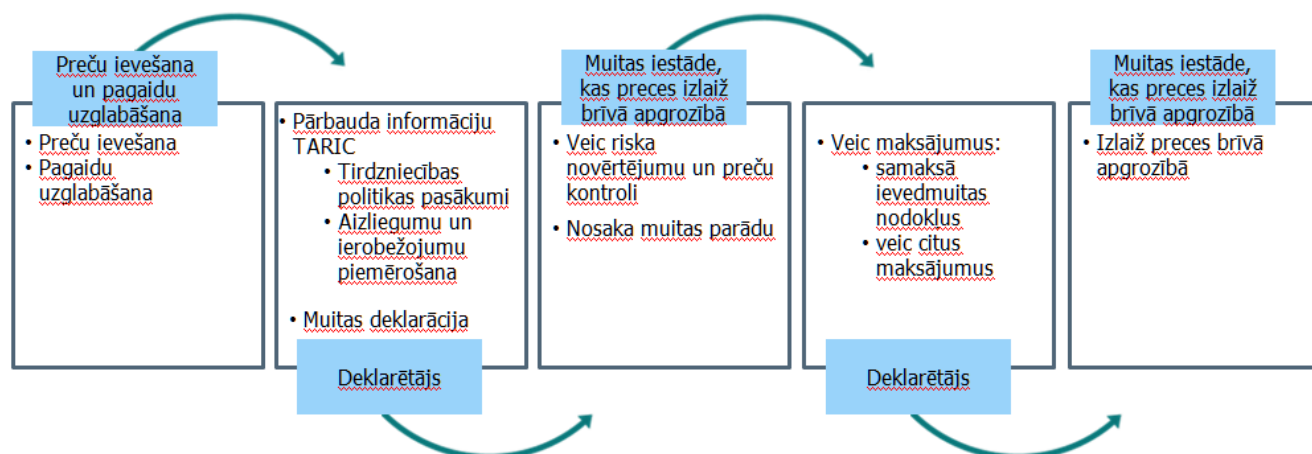 Preču ievešana
un pagaidu
uzglabāšana
• Preču ievešana
• Pagaidu
uzglabāšana
• Pārbauda informāciju
TARIC
• Tirdzniecības
politikas pasākumi
• Aizliegumu un
ierobežojumu
piemērošana
• Muitas deklarācija
Deklarētājs
Muitas iestāde,
kas preces izlaiž
brīvā apgrozībā
• Veic riska
novērtējumu un preču
kontroli
• Nosaka muitas parādu
• Veic maksājumus:
• samaksā
ievedmuitas
nodokļus
• veic citus
maksājumus
Deklarētājs
Muitas iestāde,
kas preces izlaiž
brīvā apgrozībā
• Izlaiž preces brīvā
apgrozībā